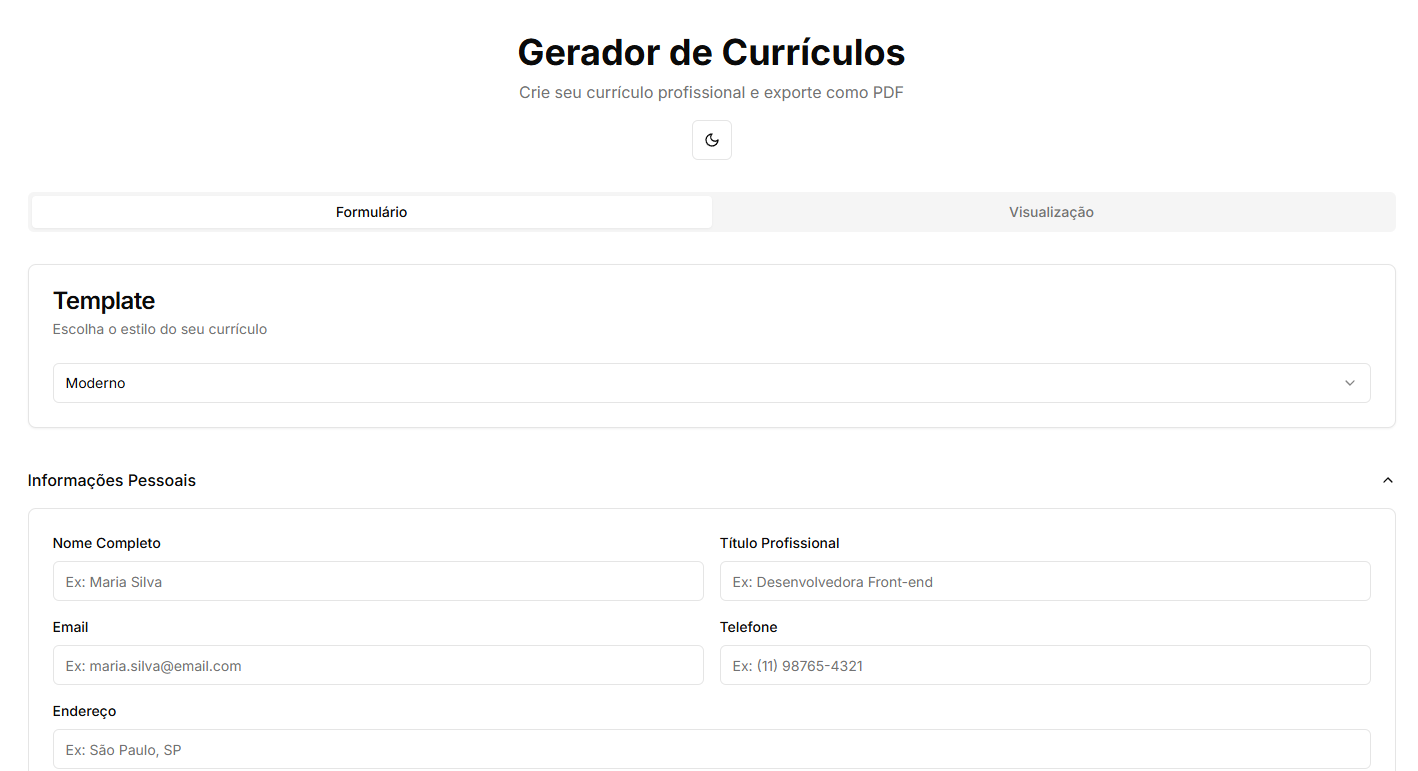 Gerador de Currículos
Crie seu currículo profissional e exporte como PDF
Formulário
Visualização
Template
Escolha o estilo do seu currículo
Moderno
Informações Pessoais
Nome Completo
Título Profissional
Ex: Maria Silva
Ex: Desenvolvedora Front-end
Email
Telefone
Ex: maria.silva@email.com
Ex: (11) 98765-4321
Endereço
Ex: São Paulo, SP